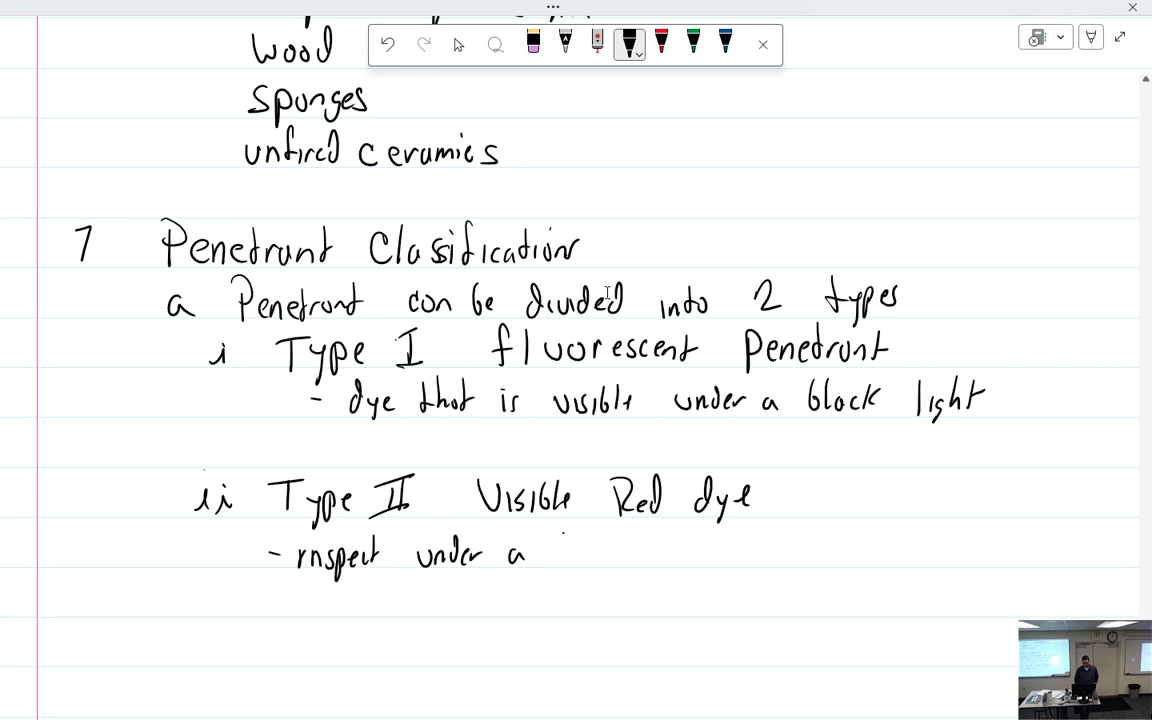 wood
sponges
unfired ceramics
7 Penetrant Classification
a Penetrant can be divided into 2 types
i Type I fluorescent Penetrant
- dye that is visible under a black light
ii Type II Visible Red dye
- inspect under a